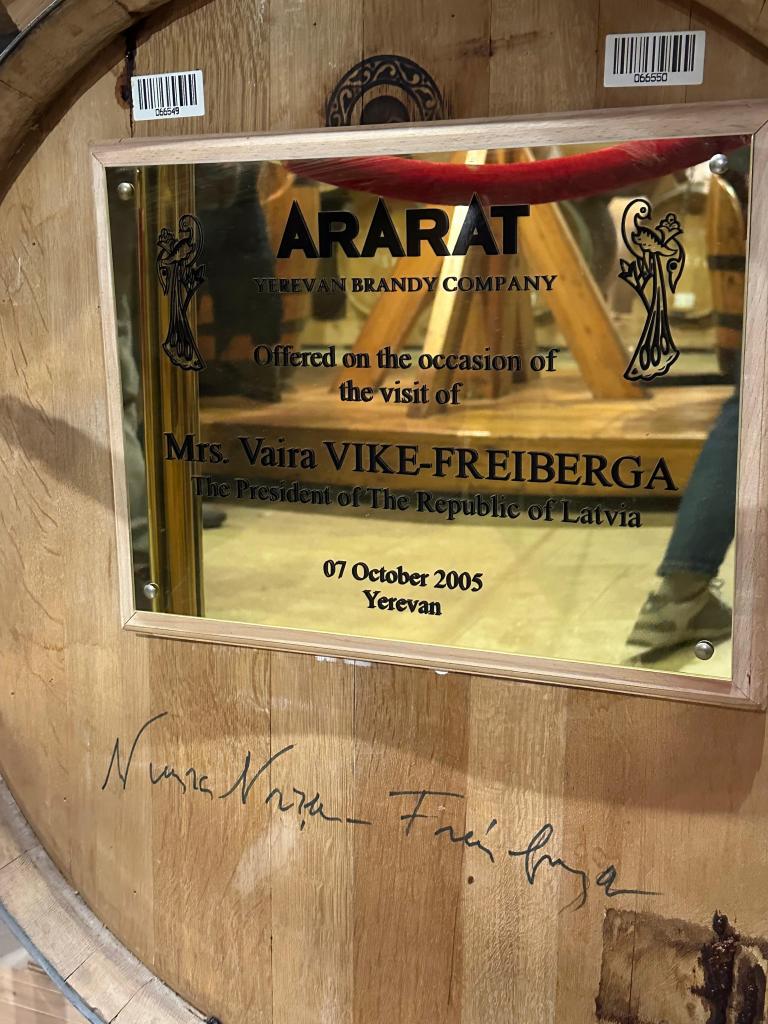 066549
066550
ARARAT
YEREVAN BRANDY COMPANY
Offered on the occasion of
the visit of
Mrs. Vaira VIKE-FREIBERGA
The President of The Republic of Latvia
07 October 2005
Yerevan